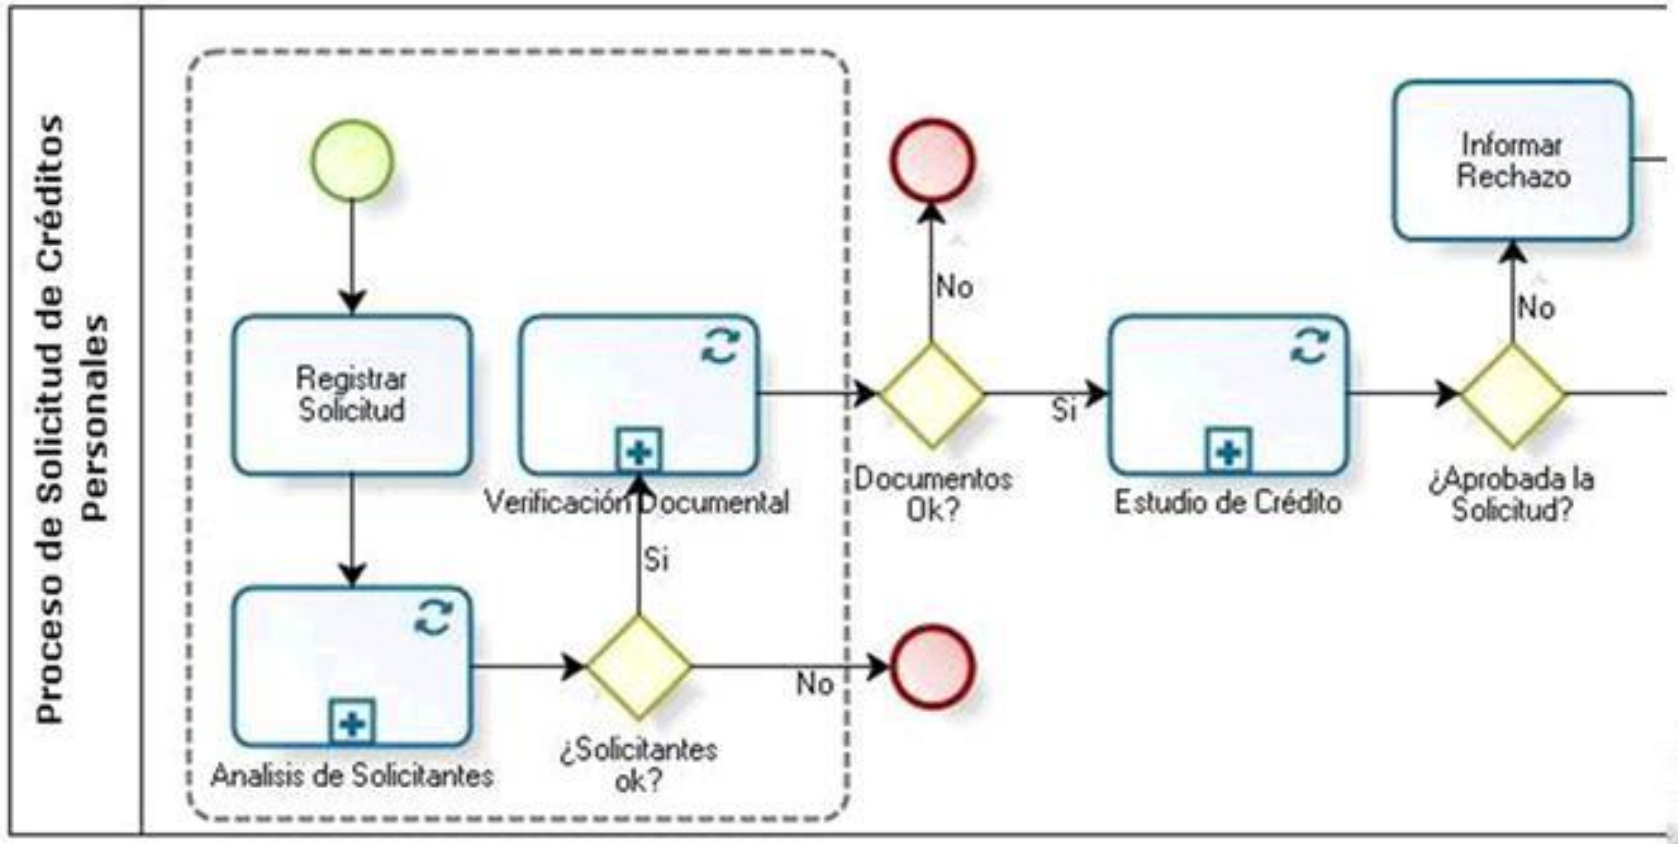 Proceso de Solicitud de Créditos
Personales
Registrar
Solicitud
Analisis de Solicitantes
¿Solicitantes
ok?
Si
No
Verificación Documental
Documentos
Ok?
No
Si
Estudio de Crédito
¿Aprobada la
Solicitud?
No
Informar
Rechazo